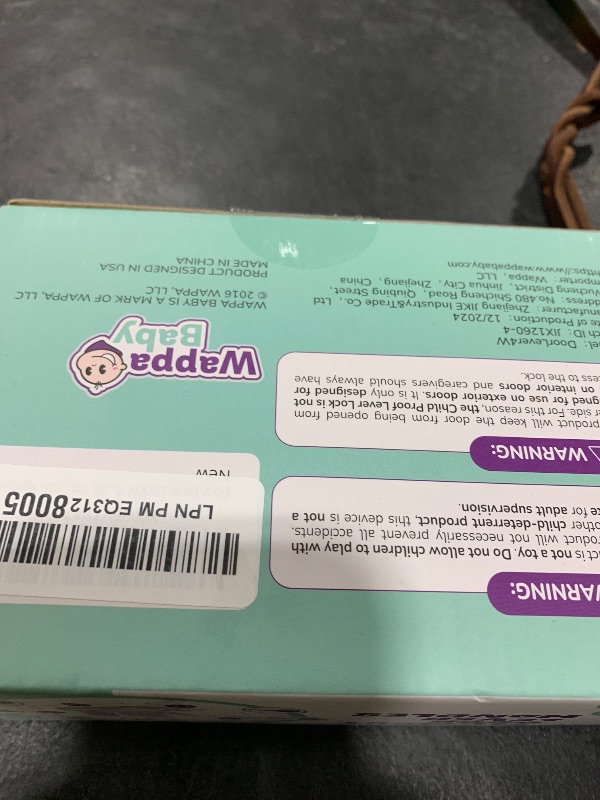 WARNING:
ct is not a toy. Do not allow children to play with
roduct will not necessarily prevent all accidents.
other child-deterrent product, this device is not a
te for adult supervision.
WARNING:
product will keep the door from being opened from
r side. For this reason, the Child Proof Lever Lock is not
gned for use on exterior doors. It is only designed for
on interior doors and caregivers should always have
ess to the lock.
el: DoorLever4W
ch ID: JIX1260-4
te of Production: 12/2024
anufacturer: Zhejiang JIKE Industry&Trade Co., Ltd
ddress: No.480 Shicheng Road, Qiubing Street,
Wucheng District, Jinhua City, Zhejiang, China
mporter: Wappa, LLC
https://www.wappababy.com
LPN PM EQ3128005
New
Wappa
Baby
WAPPA BABY IS A MARK OF WAPPA, LLC
© 2016 WAPPA, LLC
PRODUCT DESIGNED IN USA
MADE IN CHINA